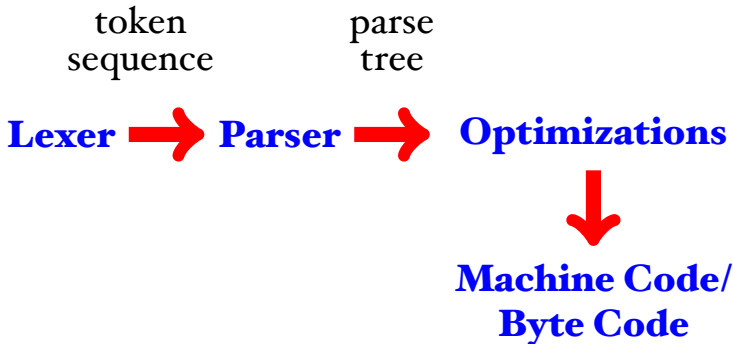 token
sequence
parse
tree
Lexer
Parser
Optimizations
Machine Code/
Byte Code